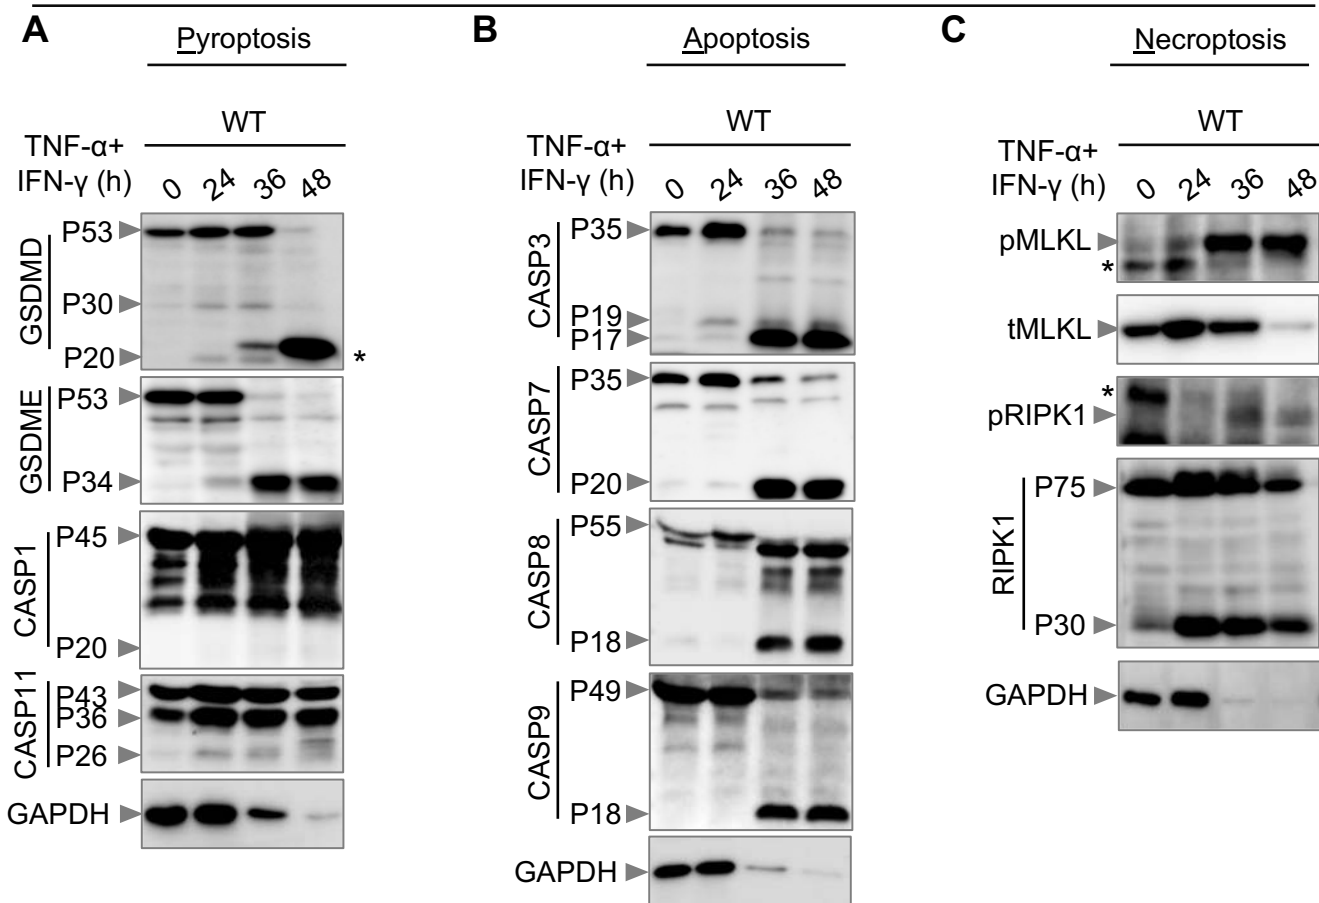 A
Pyroptosis
WT
TNF-α+
IFN-γ (h)
0 24 36 48
GSDMD
P53
P30
P20
*
GSDME
P53
P34
CASP1
P45
P20
CASP11
P43
P36
P26
GAPDH
B
Apoptosis
WT
TNF-α+
IFN-γ (h)
0 24 36 48
CASP3
P35
P19
P17
CASP7
P35
P20
CASP8
P55
P18
CASP9
P49
P18
GAPDH
C
Necroptosis
WT
TNF-α+
IFN-γ (h)
0 24 36 48
pMLKL
*
tMLKL
*
pRIPK1
RIPK1
P75
P30
GAPDH